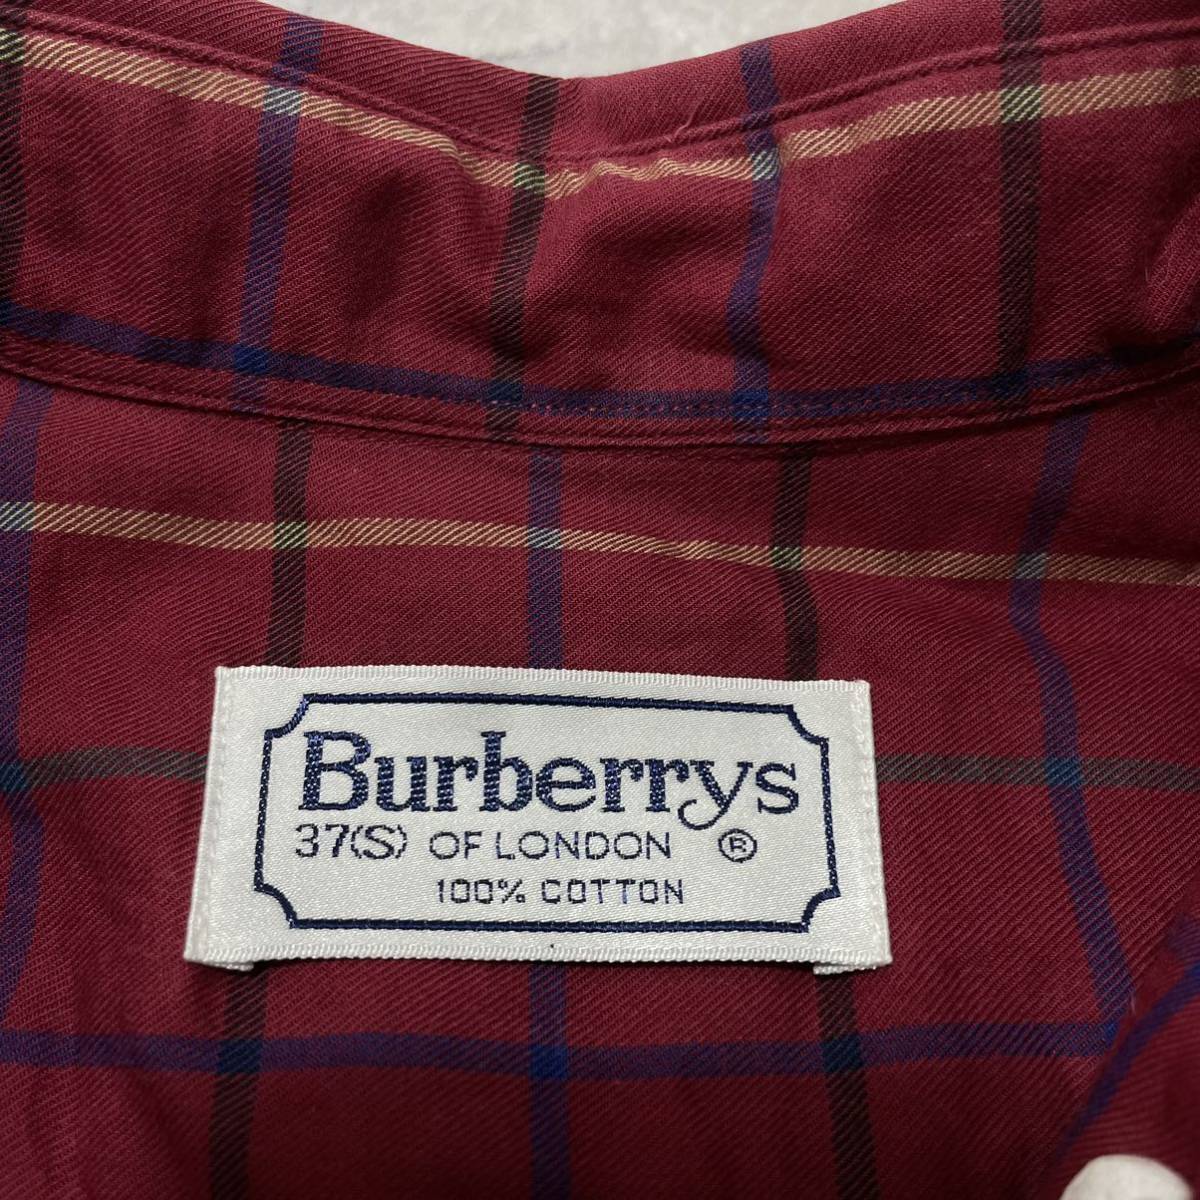 Burberrys
37(S) OF LONDON ®
100% COTTON